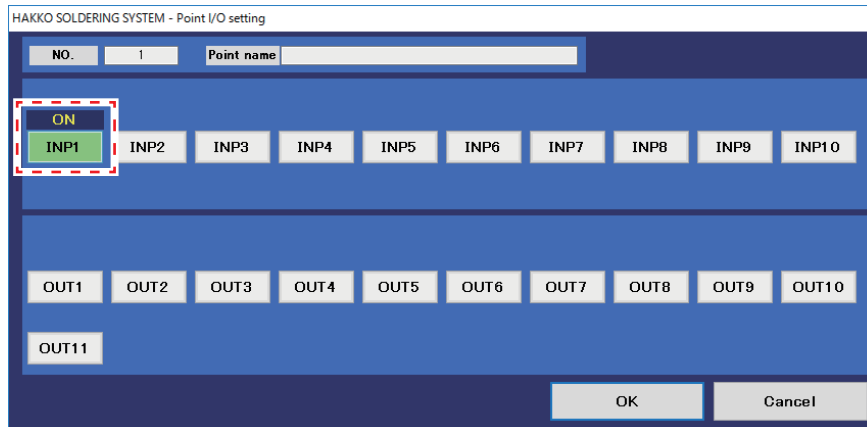 HAKKO SOLDERING SYSTEM - Point I/O setting
NO. 1 Point name
ON
INP1 INP2 INP3 INP4 INP5 INP6 INP7 INP8 INP9 INP10
OUT1 OUT2 OUT3 OUT4 OUT5 OUT6 OUT7 OUT8 OUT9 OUT10
OUT11
OK Cancel